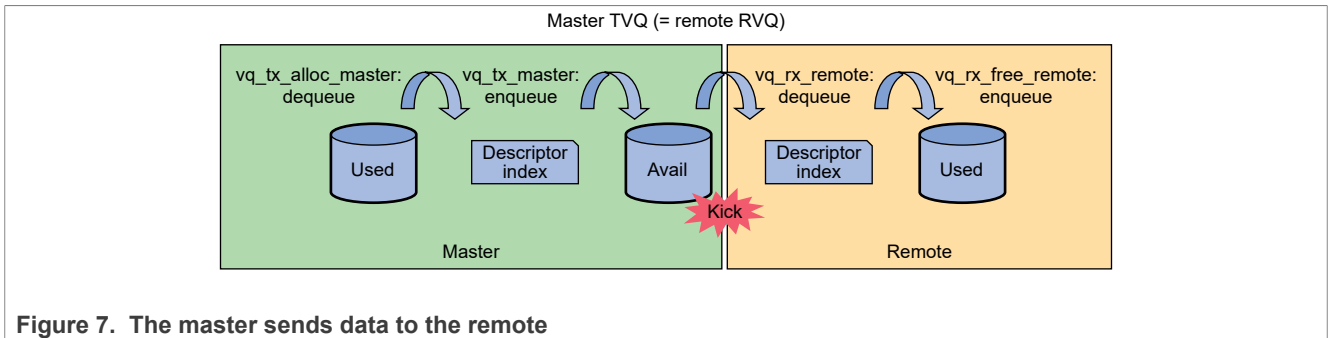 Master TVQ (= remote RVQ)
vq_tx_alloc_master:
dequeue
vq_tx_master:
enqueue
vq_rx_remote:
dequeue
vq_rx_free_remote:
enqueue
Used
Descriptor
index
Avail
Descriptor
index
Used
Kick
Master
Remote
Figure 7. The master sends data to the remote